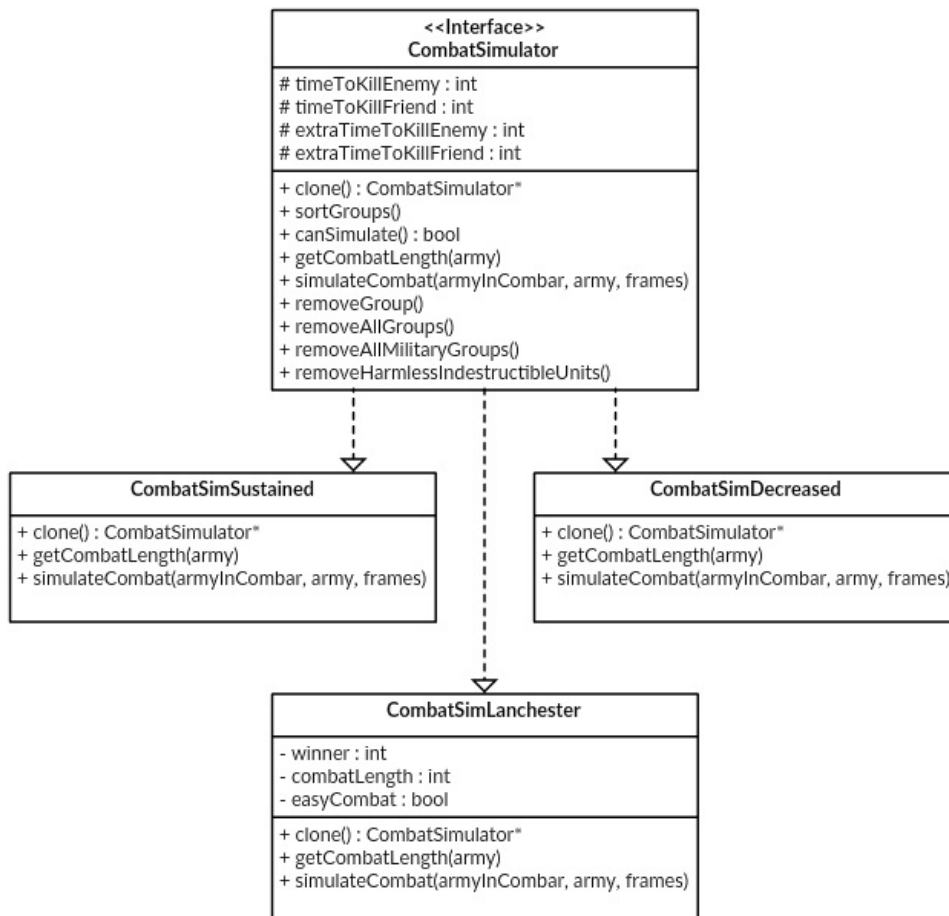 <<Interface>>
CombatSimulator
# timeToKillEnemy : int
# timeToKillFriend : int
# extraTimeToKillEnemy : int
# extraTimeToKillFriend : int
+ clone() : CombatSimulator*
+ sortGroups()
+ canSimulate() : bool
+ getCombatLength(army)
+ simulateCombat(armyInCombar, army, frames)
+ removeGroup()
+ removeAllGroups()
+ removeAllMilitaryGroups()
+ removeHarmlessIndestructibleUnits()
CombatSimSustained
+ clone() : CombatSimulator*
+ getCombatLength(army)
+ simulateCombat(armyInCombar, army, frames)
CombatSimDecreased
+ clone() : CombatSimulator*
+ getCombatLength(army)
+ simulateCombat(armyInCombar, army, frames)
CombatSimLanchester
- winner : int
- combatLength : int
- easyCombat : bool
+ clone() : CombatSimulator*
+ getCombatLength(army)
+ simulateCombat(armyInCombar, army, frames)